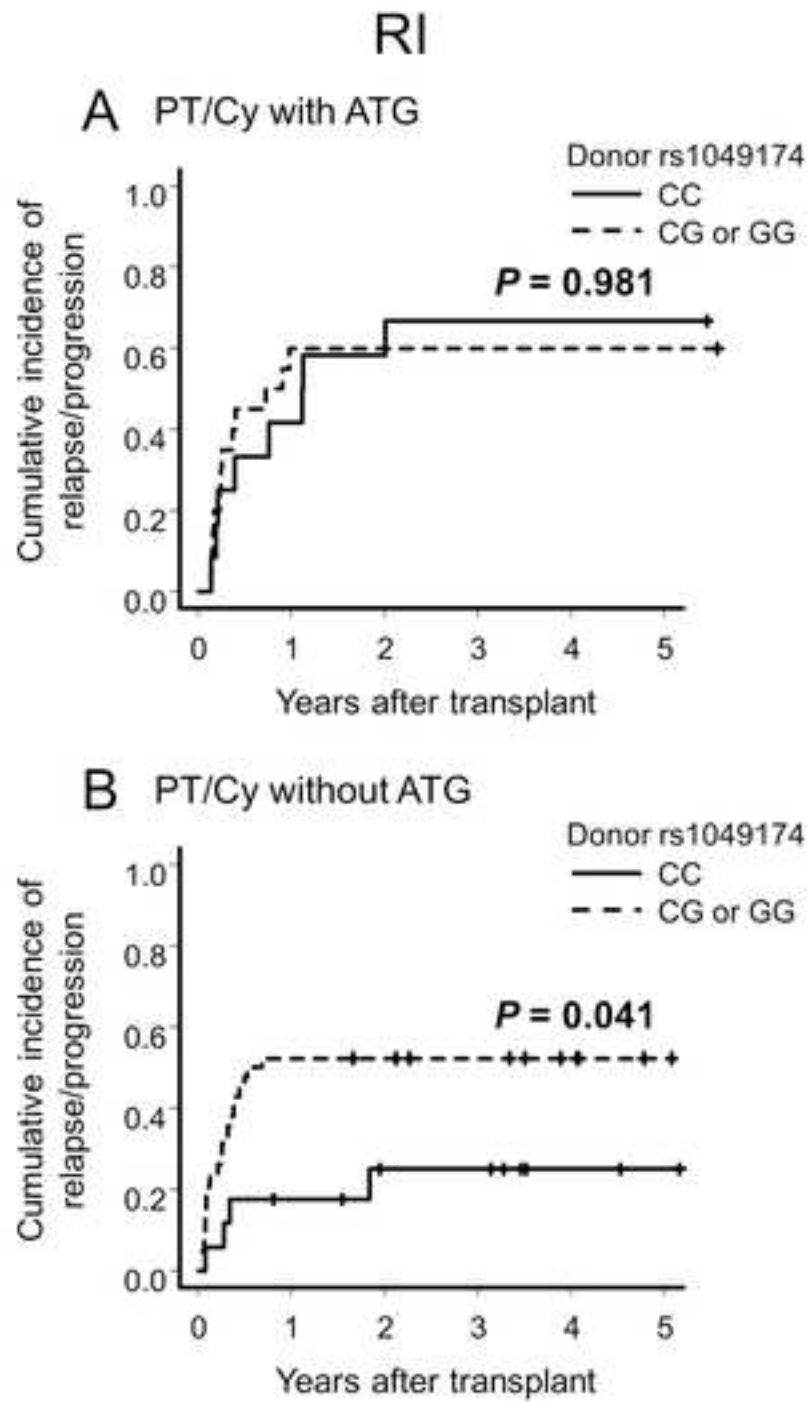 RI
A PT/Cy with ATG
Donor rs1049174
CC
CG or GG
P = 0.981
Cumulative incidence of
relapse/progression
1.0
0.8
0.6
0.4
0.2
0.0
0 1 2 3 4 5
Years after transplant
B PT/Cy without ATG
Donor rs1049174
CC
CG or GG
P = 0.041
Cumulative incidence of
relapse/progression
1.0
0.8
0.6
0.4
0.2
0.0
0 1 2 3 4 5
Years after transplant